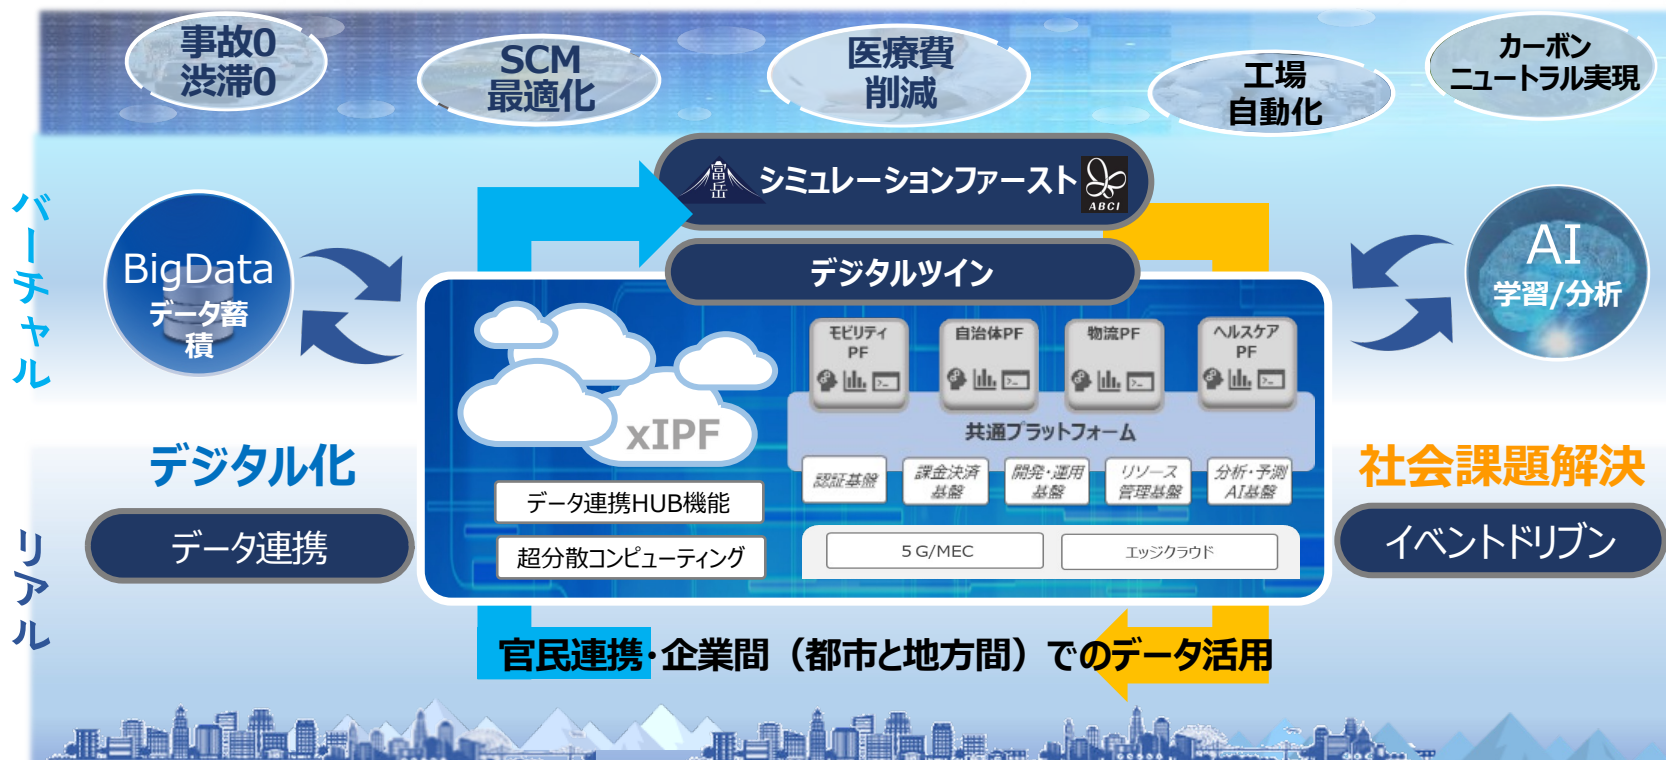 事故0
渋滞0
SCM
最適化
医療費
削減
工場
自動化
カーボン
ニュートラル実現
バーチャル
富岳
シミュレーションファースト
ABCI
デジタルツイン
BigData
データ蓄
積
AI
学習/分析
モビリティ
PF
自治体PF
物流PF
ヘルスケア
PF
xIPF
共通プラットフォーム
認証基盤
課金決済
基盤
開発・運用
基盤
リソース
管理基盤
分析・予測
AI基盤
データ連携HUB機能
超分散コンピューティング
5G/MEC
エッジクラウド
デジタル化
データ連携
社会課題解決
イベントドリブン
リアル
官民連携・企業間（都市と地方間）でのデータ活用